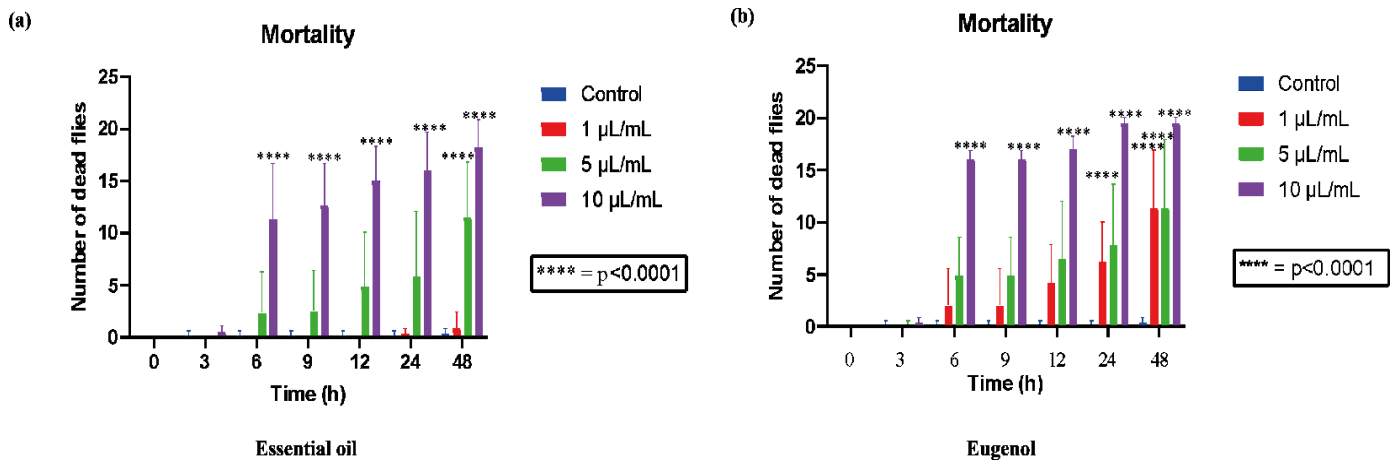 (a)
Mortality
Number of dead flies
25
20
15
10
5
0
**** **** **** **** **** ****
0 3 6 9 12 24 48
Time (h)
Control
1 µL/mL
5 µL/mL
10 µL/mL
**** = p<0.0001
Essential oil
(b)
Mortality
Number of dead flies
25
20
15
10
5
0
**** **** **** **** **** **** **** ****
0 3 6 9 12 24 48
Time (h)
Control
1 µL/mL
5 µL/mL
10 µL/mL
**** = p<0.0001
Eugenol